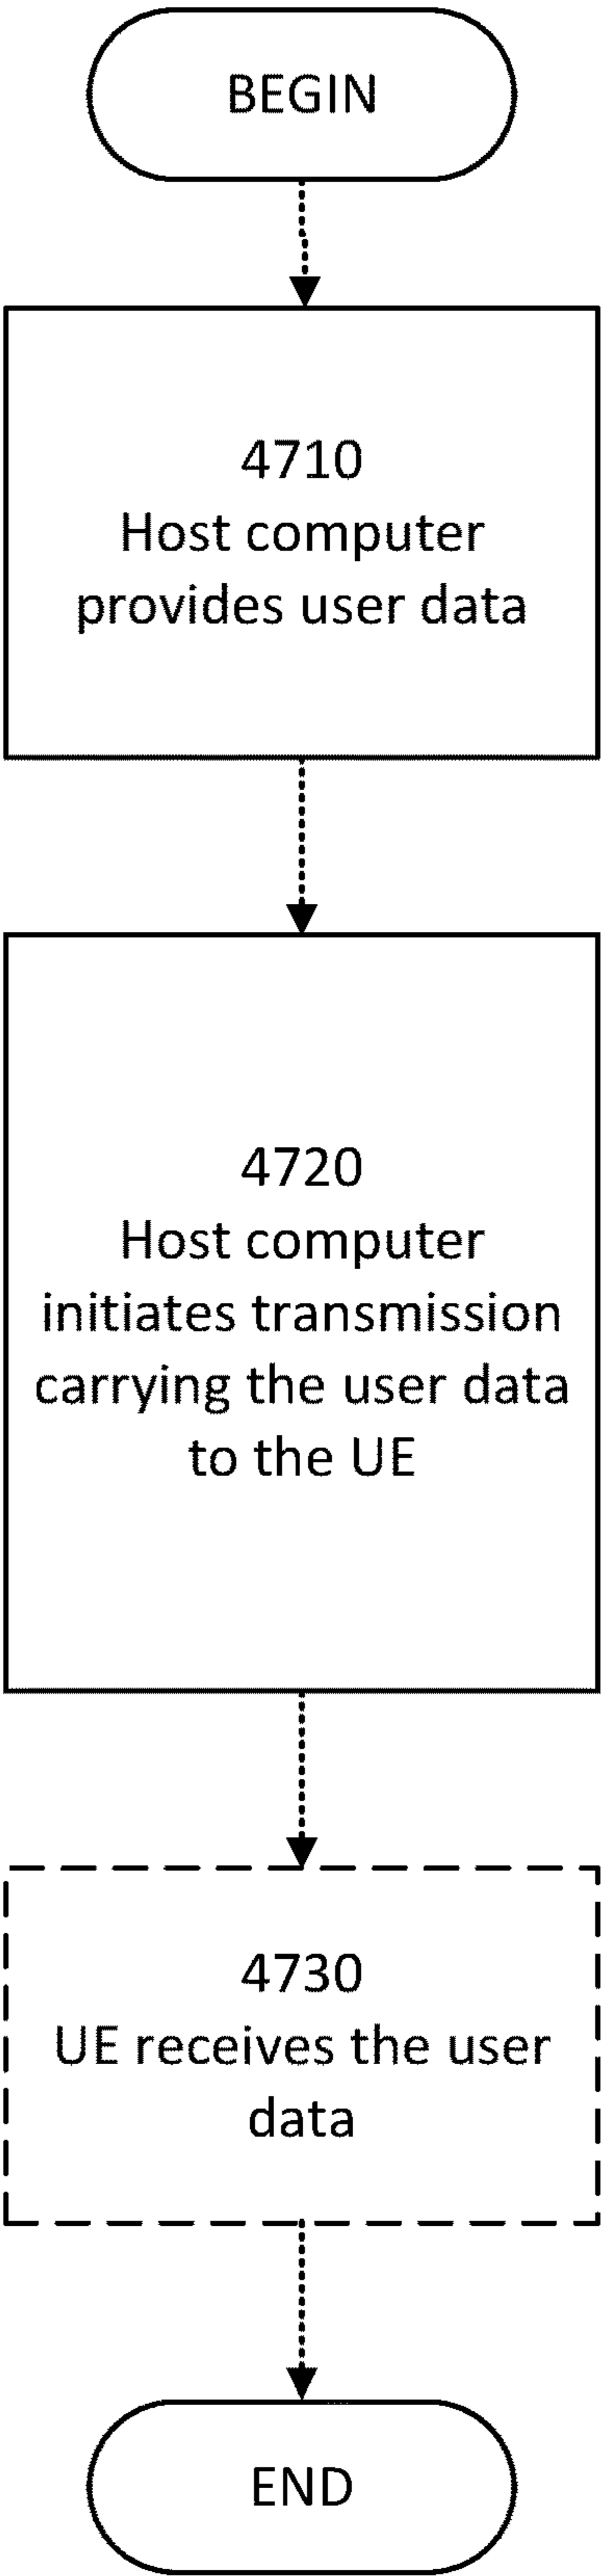 BEGIN
4710
Host computer
provides user data
4720
Host computer
initiates transmission
carrying the user data
to the UE
4730
UE receives the user
data
END